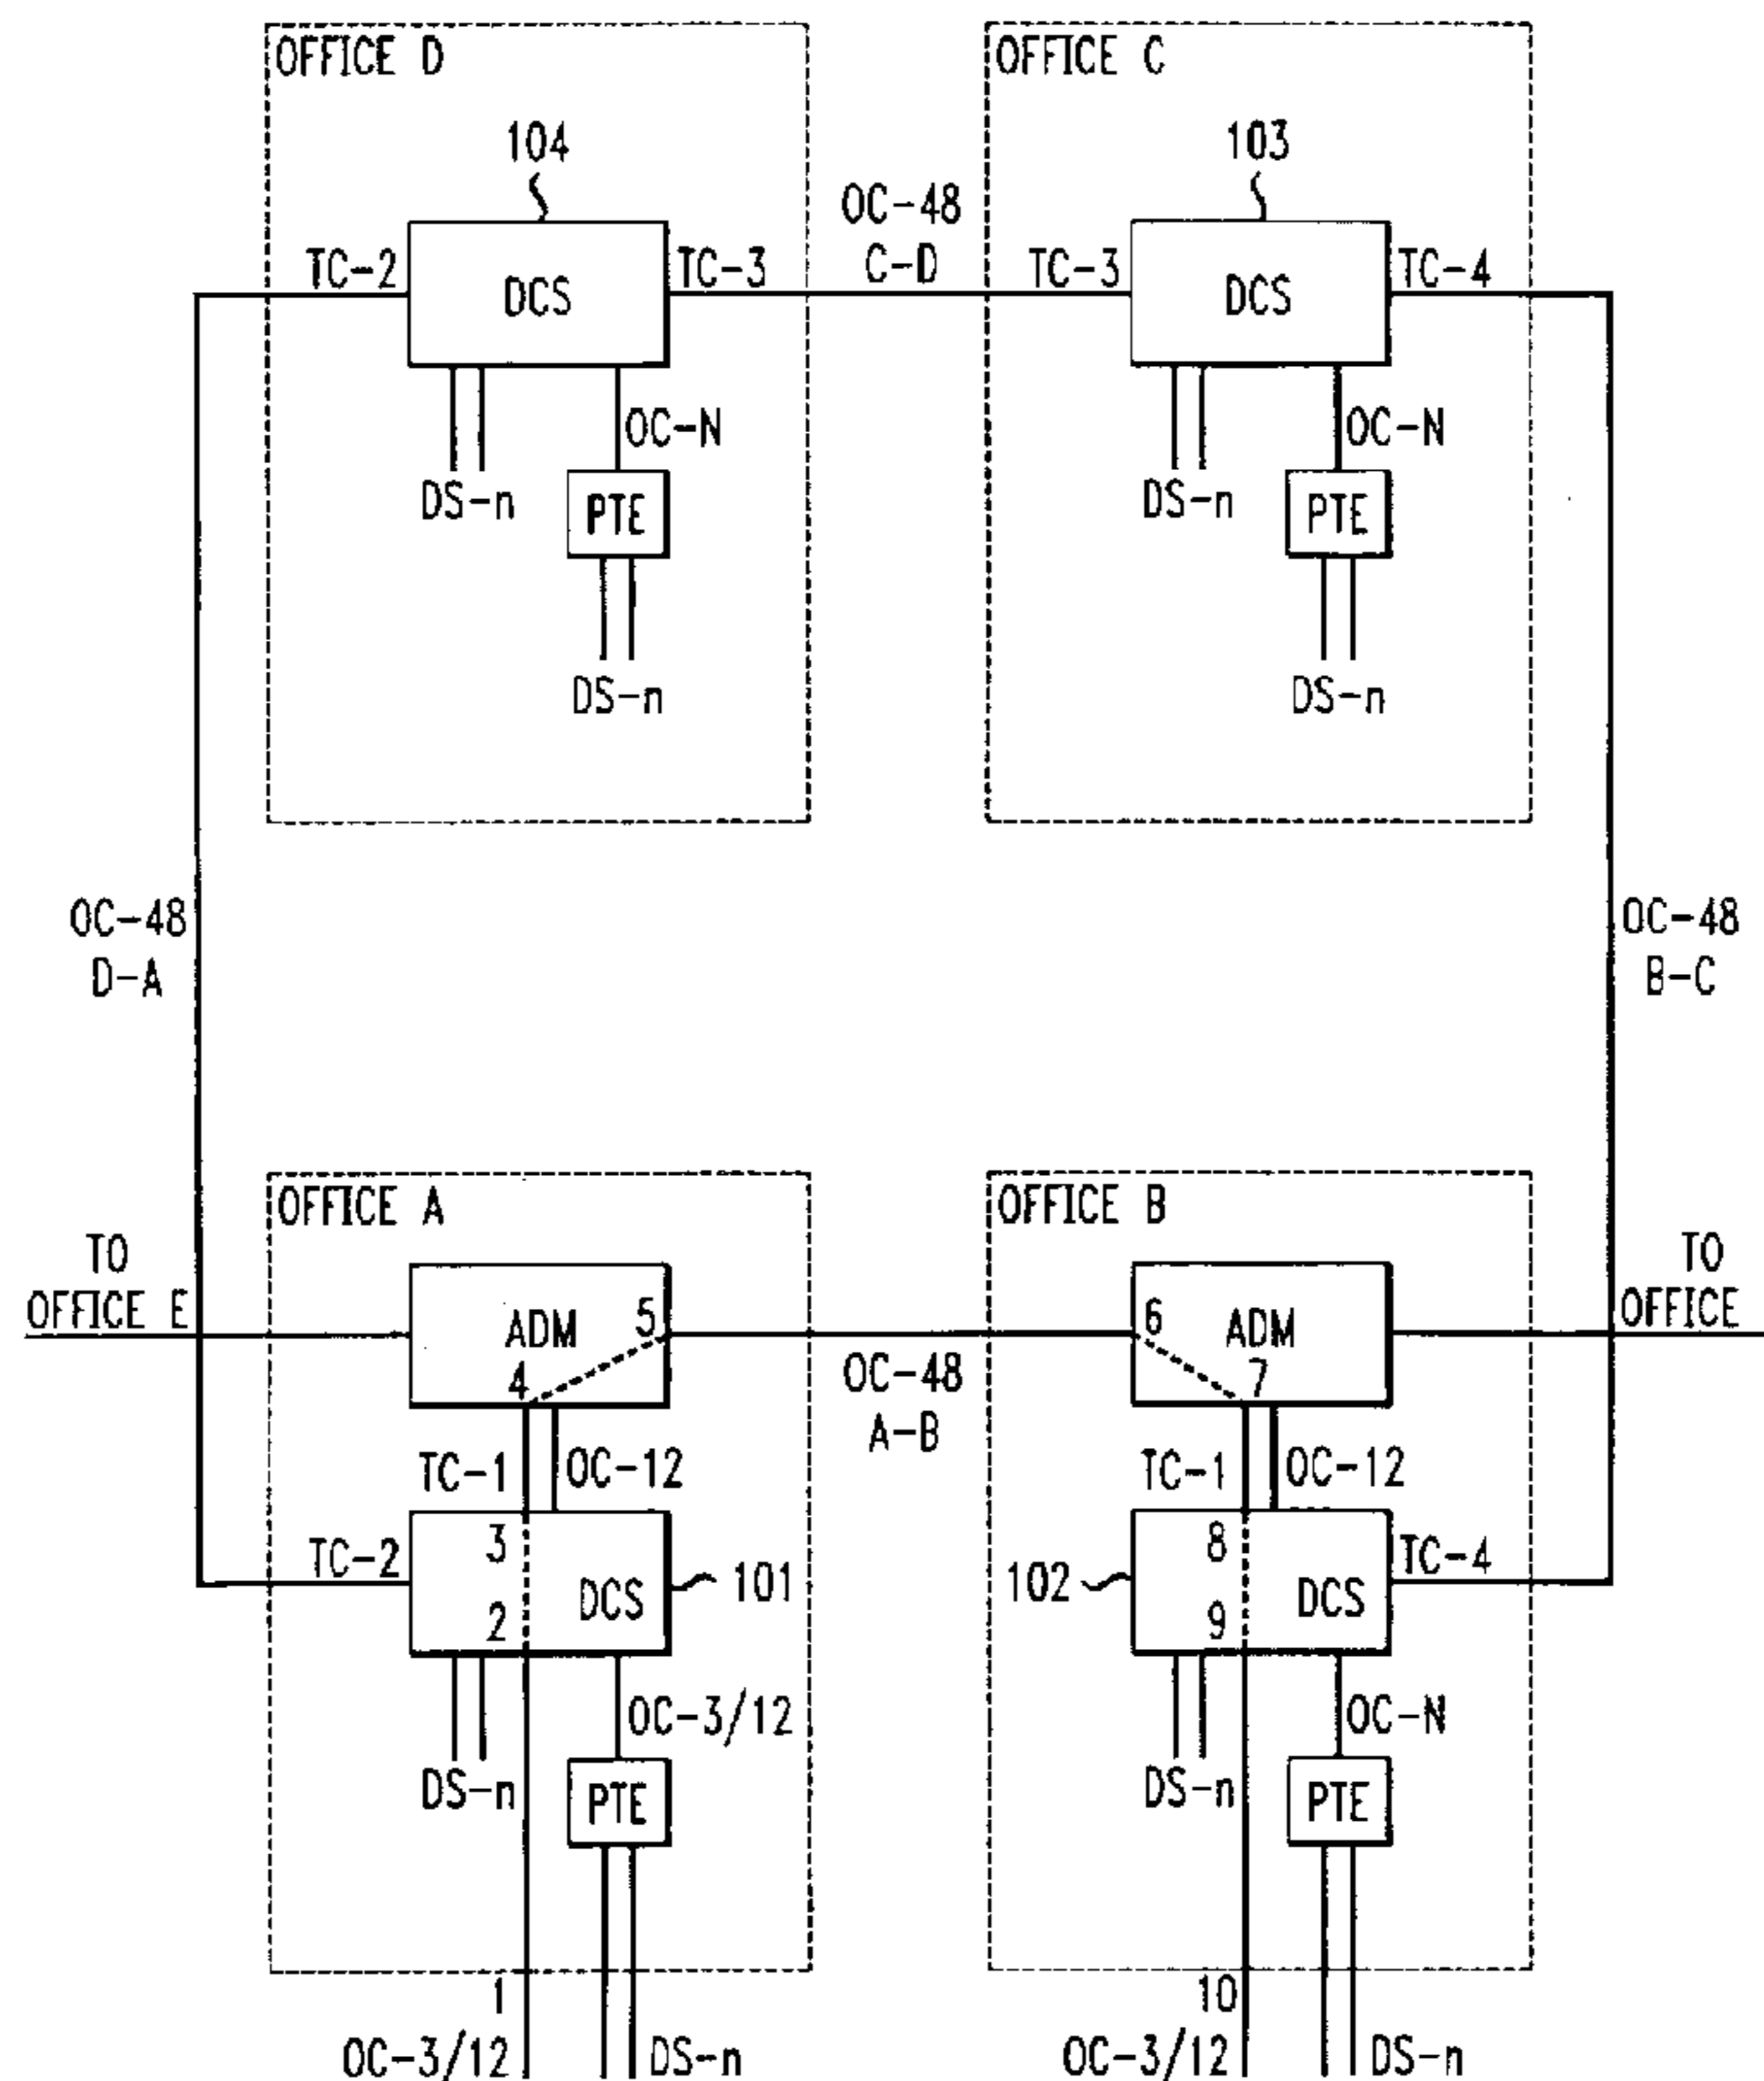 OFFICE D
OFFICE C
104
103
OC-48
C-D
TC-2
DCS
TC-3
TC-3
DCS
TC-4
OC-N
OC-N
DS-n
PTE
DS-n
PTE
DS-n
DS-n
OC-48
D-A
OC-48
B-C
OFFICE A
OFFICE B
TO
OFFICE E
TO
OFFICE
ADM
5
4
6
ADM
7
OC-48
A-B
TC-1
OC-12
TC-1
OC-12
TC-2
3
2
DCS
101
102
8
9
DCS
TC-4
OC-3/12
OC-N
DS-n
PTE
DS-n
PTE
1
10
OC-3/12
DS-n
OC-3/12
DS-n